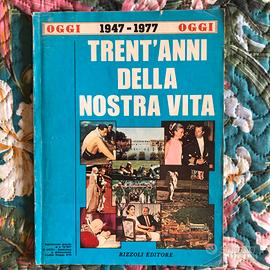 OGGI 1947-1977 OGGI
TRENT'ANNI
DELLA
NOSTRA VITA
RIZZOLI EDITORE